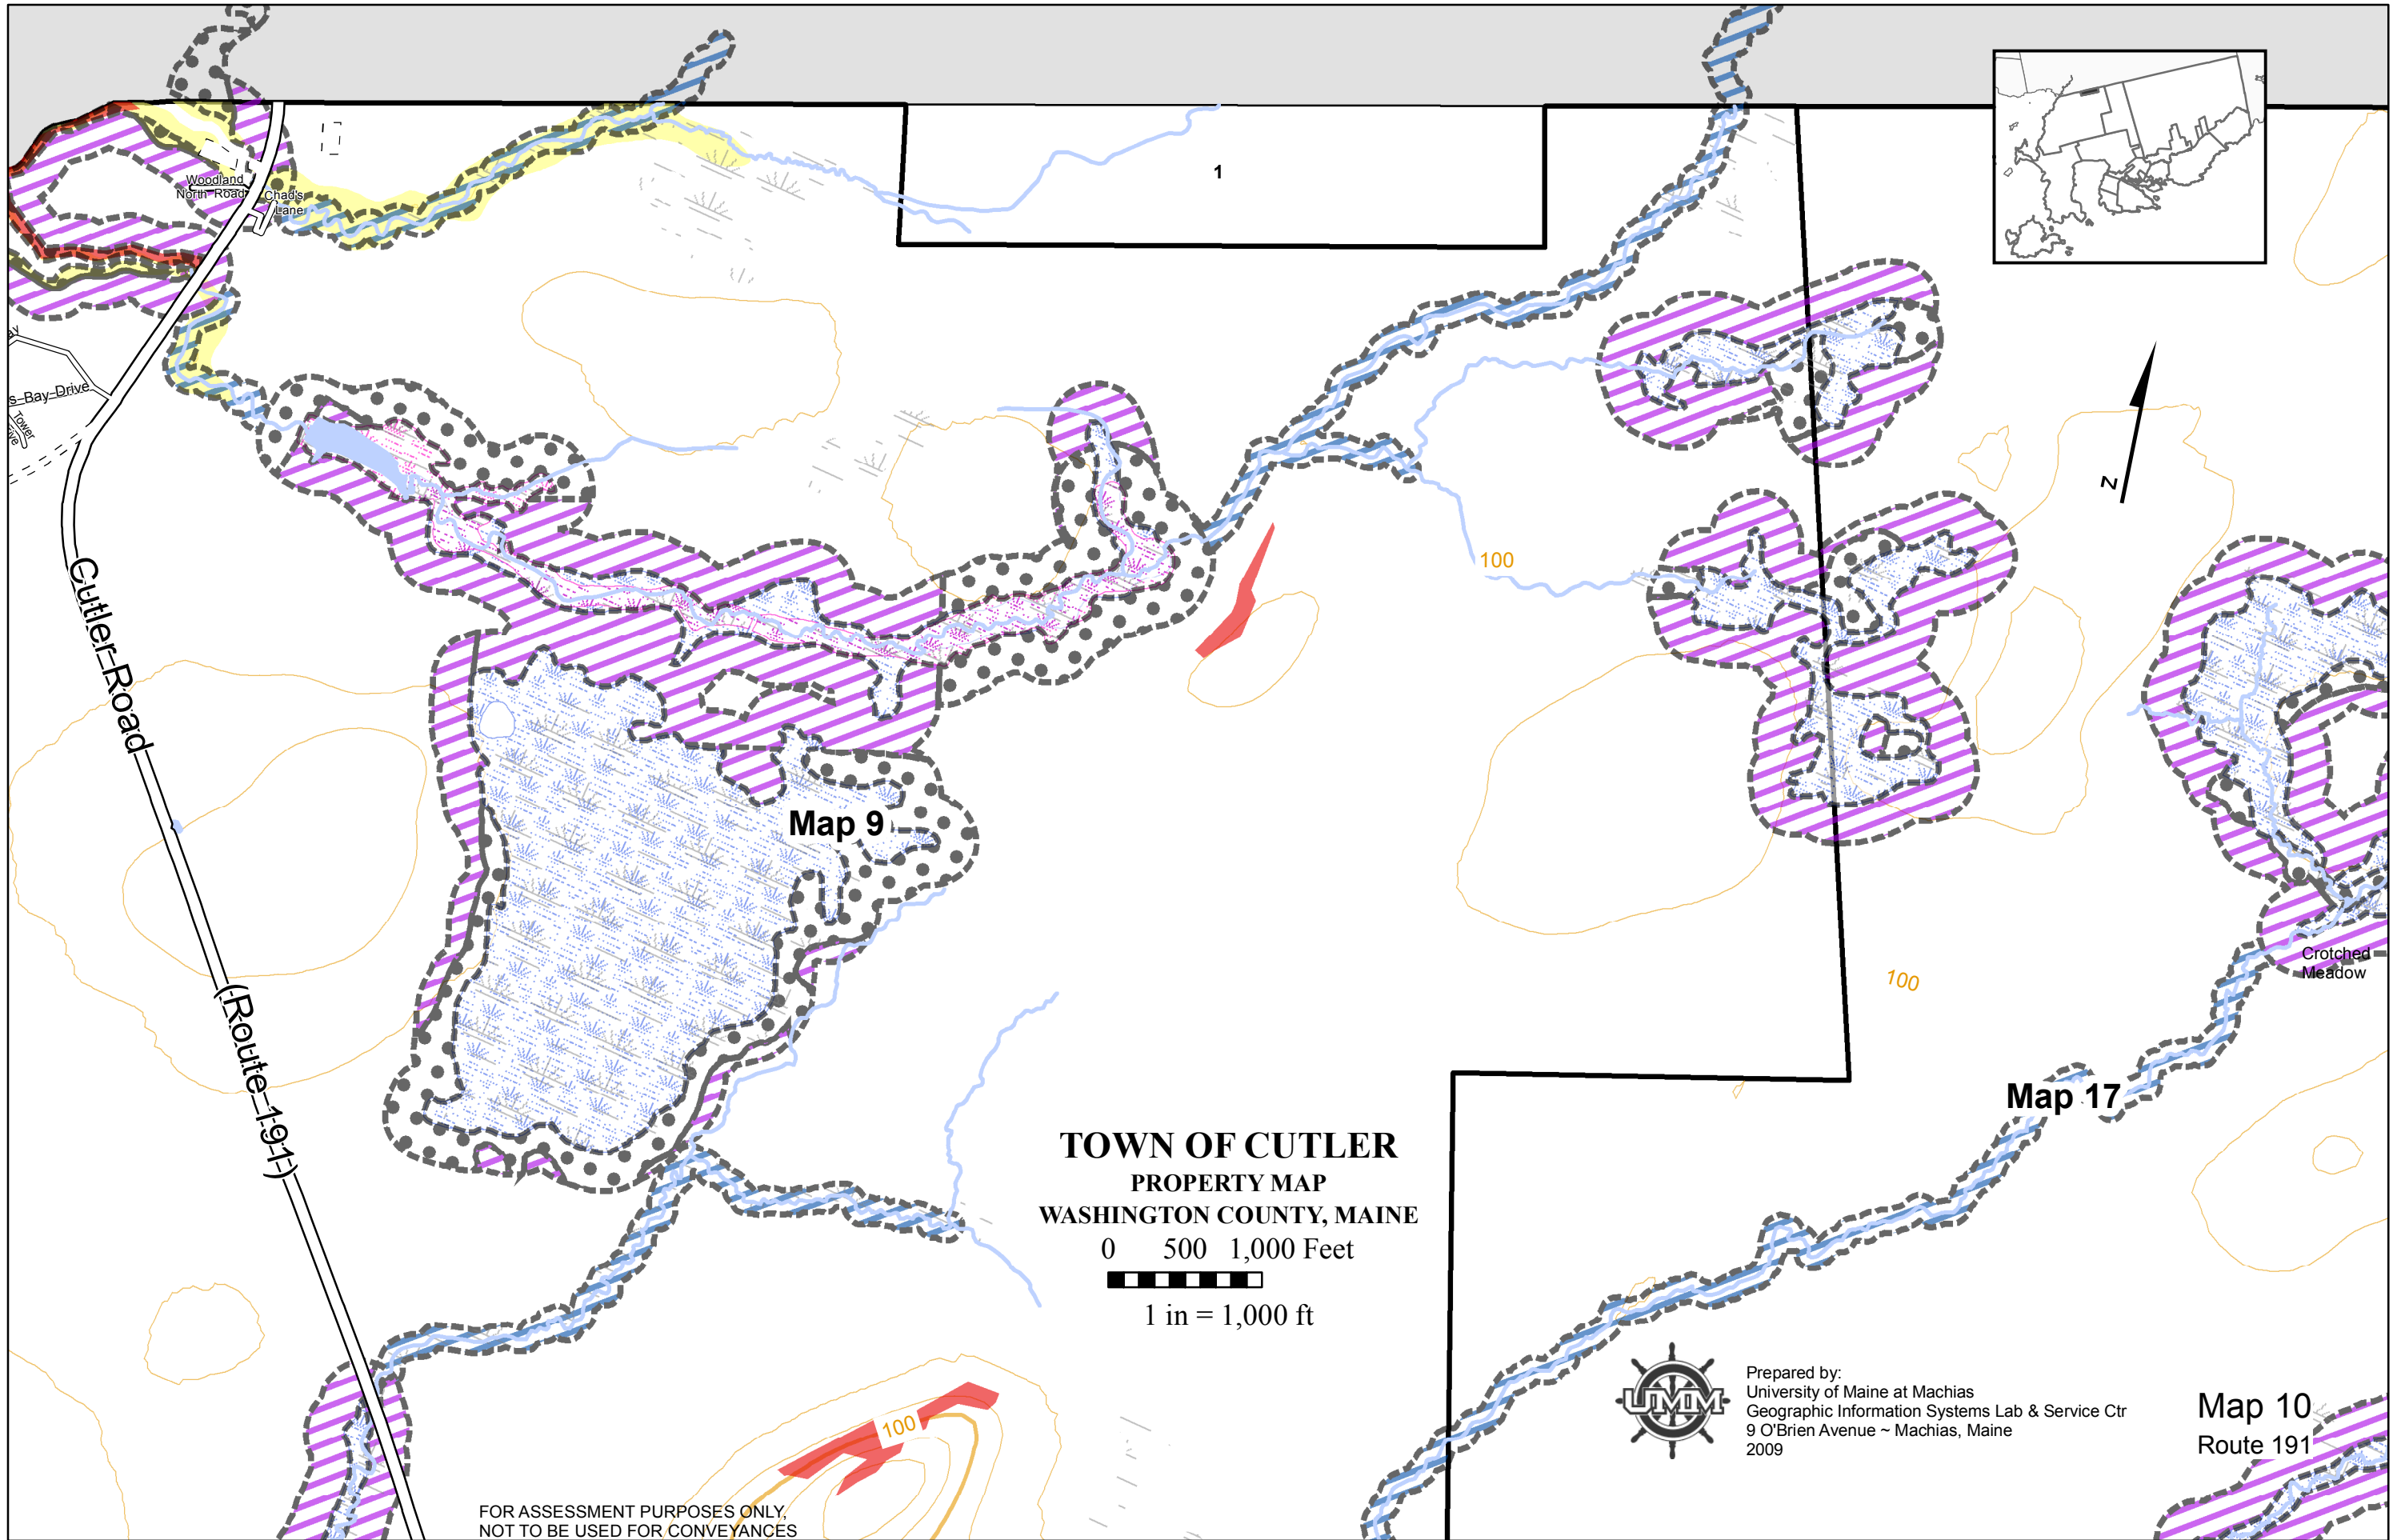 1
Woodland
North Road
Chad's
Lane
ay
s Bay Drive
Tower
ive
Z
100
Cutler Road
Map 9
Crotched
Meadow
100
(Route 191)
Map 17
TOWN OF CUTLER
PROPERTY MAP
WASHINGTON COUNTY, MAINE
0 500 1,000 Feet
1 in = 1,000 ft
UMM
Prepared by:
University of Maine at Machias
Geographic Information Systems Lab & Service Ctr
9 O'Brien Avenue ~ Machias, Maine
2009
Map 10
Route 191
100
FOR ASSESSMENT PURPOSES ONLY,
NOT TO BE USED FOR CONVEYANCES